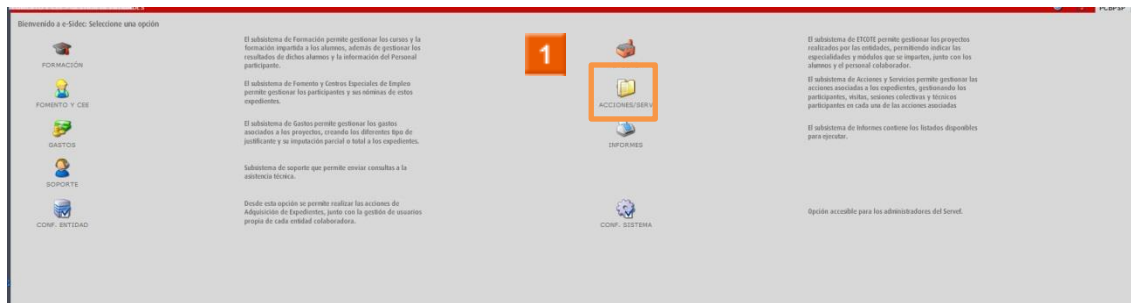 PCBPSP
Bienvenido a e-Sidec: Seleccione una opción
FORMACIÓN
El subsistema de Formación permite gestionar los cursos y la
formación impartida a los alumnos, además de gestionar los
resultados de dichos alumnos y la información del Personal
participante.
FOMENTO Y CEE
El subsistema de Fomento y Centros Especiales de Empleo
permite gestionar los participantes y sus nóminas de estos
expedientes.
GASTOS
El subsistema de Gastos permite gestionar los gastos
asociados a los proyectos, creando los diferentes tipo de
justificante y su imputación parcial o total a los expedientes.
SOPORTE
Subsistema de soporte que permite enviar consultas a la
asistencia técnica.
CONF. ENTIDAD
Desde esta opción se permite realizar las acciones de
Adquisición de Expedientes, junto con la gestión de usuarios
propia de cada entidad colaboradora.
1
El subsistema de ETCOTE permite gestionar los proyectos
realizados por las entidades, permitiendo indicar las
especialidades y módulos que se imparten, junto con los
alumnos y el personal colaborador.
ACCIONES/SERV
El subsistema de Acciones y Servicios permite gestionar las
acciones asociadas a los expedientes, gestionando los
participantes, visitas, sesiones colectivas y técnicos
participantes en cada una de las acciones asociadas
INFORMES
El subsistema de Informes contiene los listados disponibles
para ejecutar.
CONF. SISTEMA
Opción accesible para los administradores del Servef.